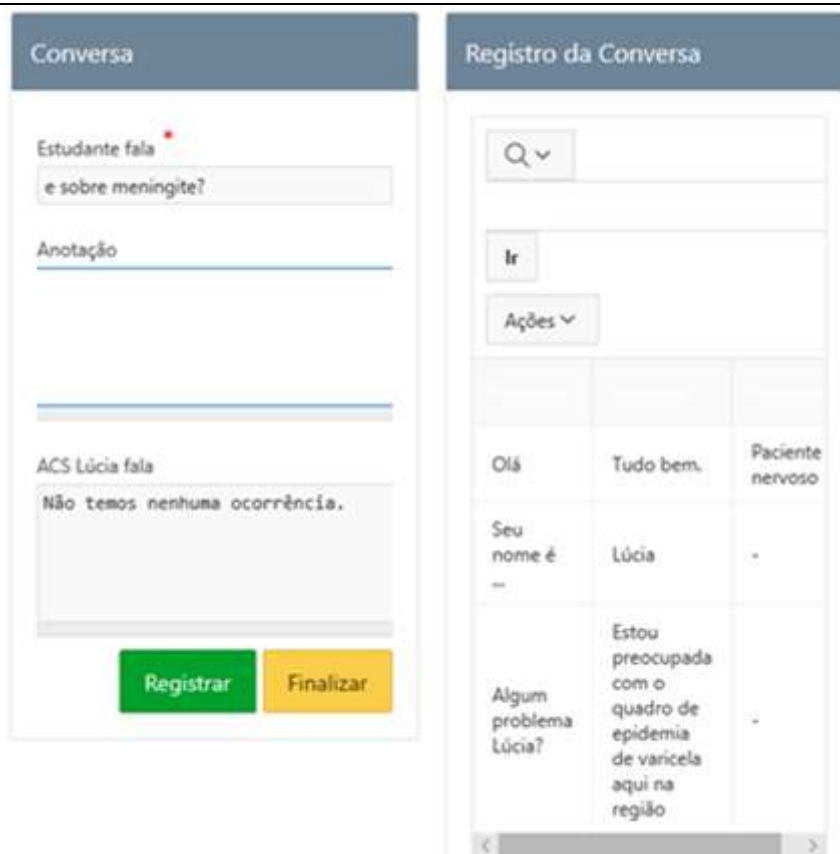 Conversa
Estudante fala *
e sobre meningite?
Anotação
ACS Lúcia fala
Não temos nenhuma ocorrência.
Registrar
Finalizar
Registro da Conversa
Ir
Ações
Olá
Tudo bem.
Paciente
nervoso
Seu
nome é
...
Lúcia
-
Algum
problema
Lúcia?
Estou
preocupada
com o
quadro de
epidemia
de varicela
aqui na
região
-